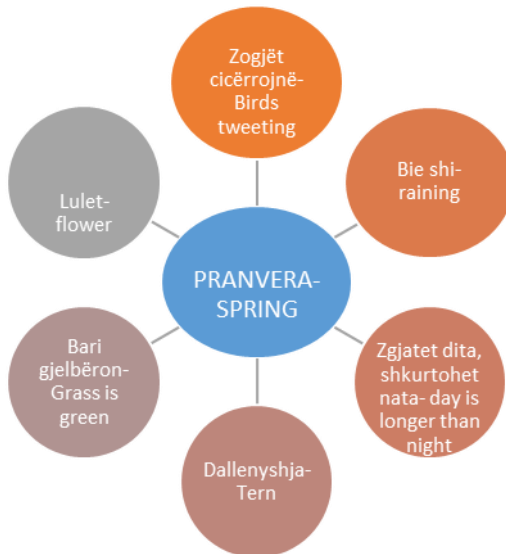 Zogjët
cicërrojnë-
Birds
tweeting
Bie shi-
raining
Zgjatet dita,
shkurtohet
nata- day is
longer than
night
Dallenyshja-
Tern
Bari
gjelbëron-
Grass is
green
Lulet-
flower
PRANVERA-
SPRING